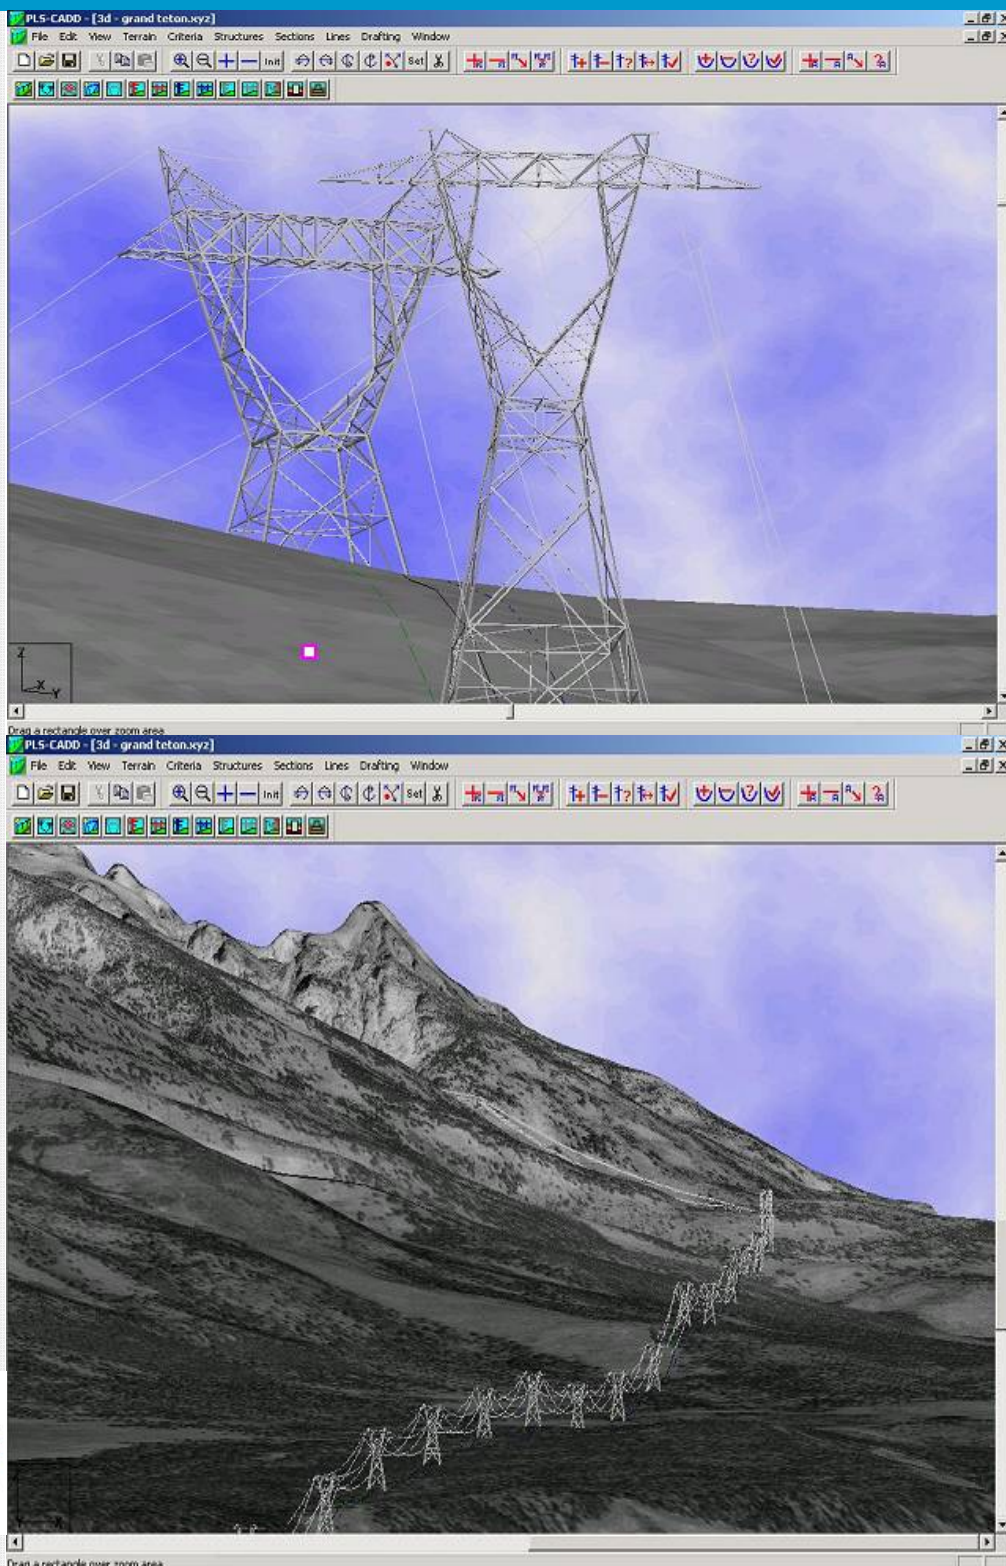 PLS-CADD - [3d - grand teton.xyz]
File Edit View Terrain Criteria Structures Sections Lines Drafting Window
Init Set
Z
X
Y
Drag a rectangle over zoom area
PLS-CADD - [3d - grand teton.xyz]
File Edit View Terrain Criteria Structures Sections Lines Drafting Window
Init Set
Drag a rectangle over zoom area